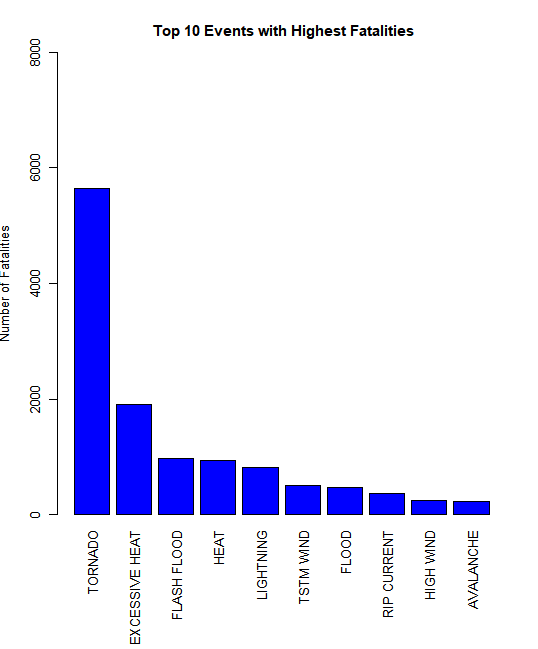 Top 10 Events with Highest Fatalities
Number of Fatalities
8000
6000
4000
2000
0
TORNADO
EXCESSIVE HEAT
FLASH FLOOD
HEAT
LIGHTNING
TSTM WIND
FLOOD
RIP CURRENT
HIGH WIND
AVALANCHE